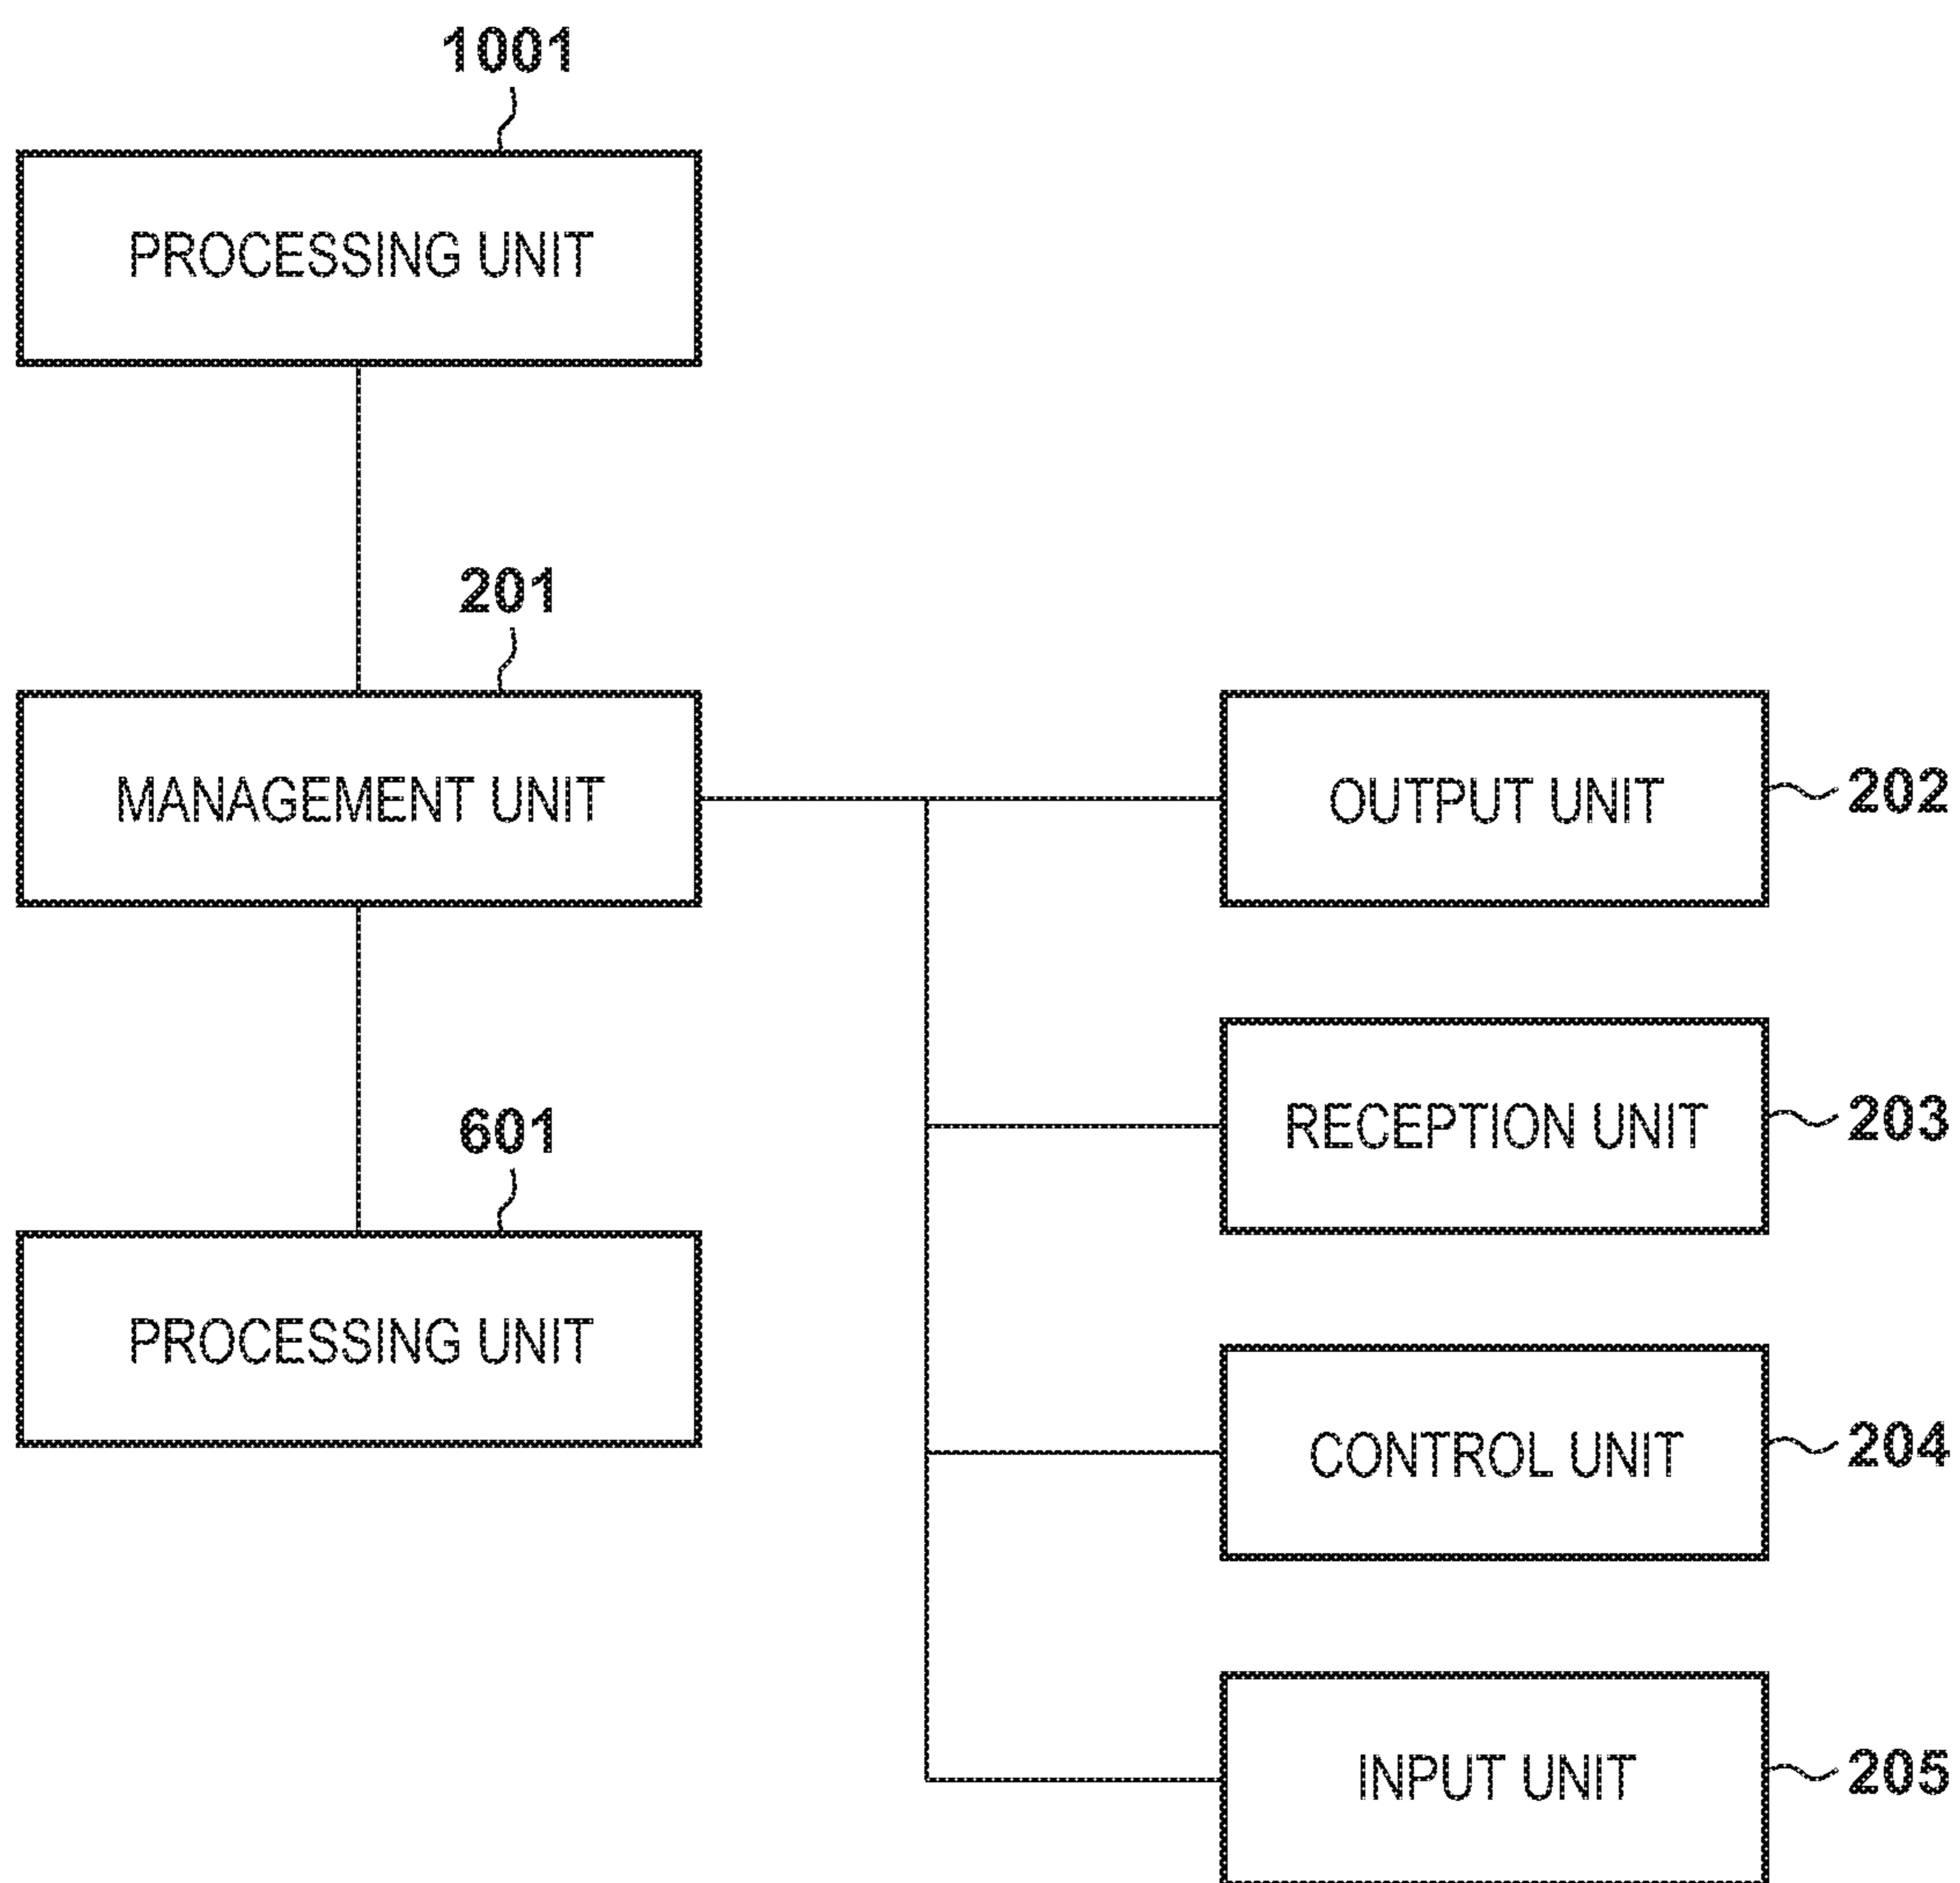 1001
PROCESSING UNIT
201
MANAGEMENT UNIT
OUTPUT UNIT
202
RECEPTION UNIT
203
601
PROCESSING UNIT
CONTROL UNIT
204
INPUT UNIT
205